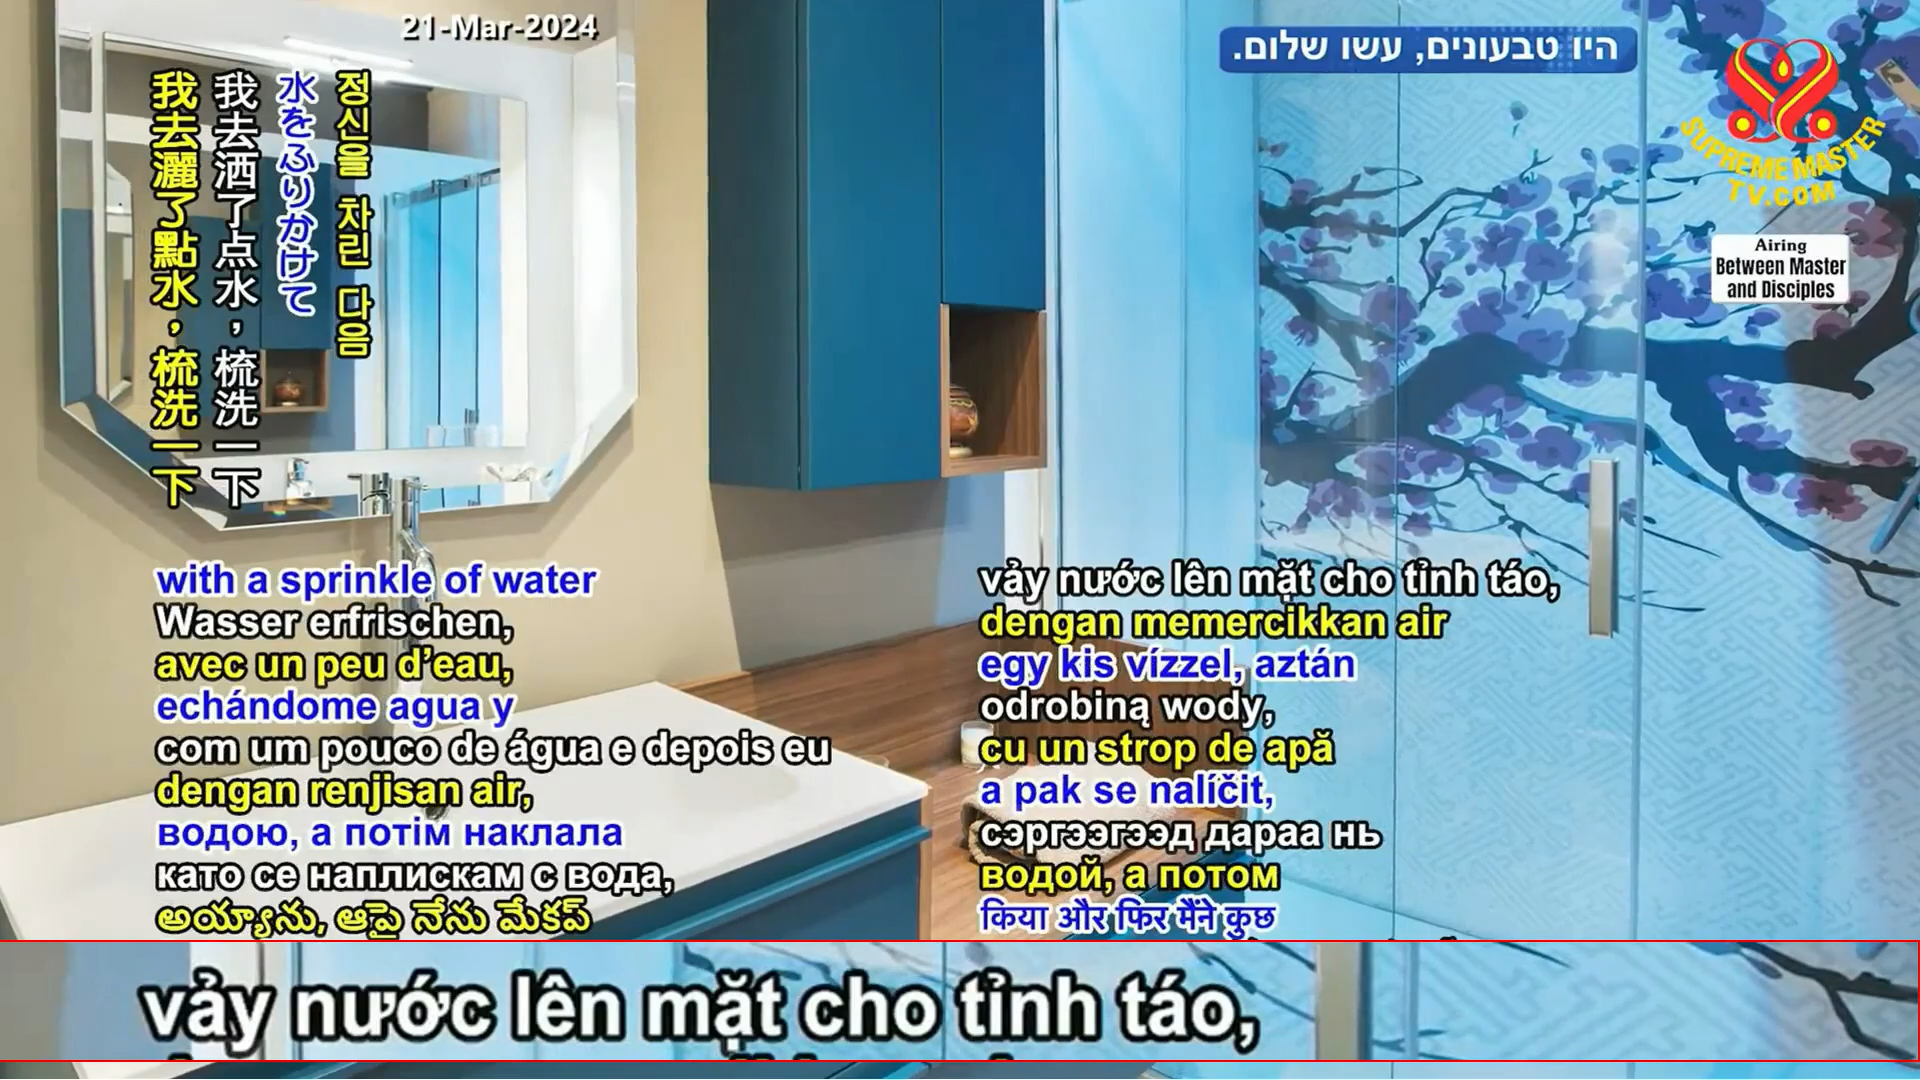 21-Mar-2024
היו טבעונים, עשו שלום.
SUPREME MASTER
TV.COM
Airing
Between Master
and Disciples
정신을 차린 다음
水をふりかけて
我去洒了点水，梳洗一下
我去灑了點水，梳洗一下
with a sprinkle of water
Wasser erfrischen,
avec un peu d’eau,
echándome agua y
com um pouco de água e depois eu
dengan renjisan air,
водою, а потім наклала
като се наплискам с вода,
అయ్యాను, ఆపై నేను మేకప్
vảy nước lên mặt cho tỉnh táo,
dengan memercikkan air
egy kis vízzel, aztán
odrobiną wody,
cu un strop de apă
a pak se nalíčit,
сэргээгээд дараа нь
водой, а потом
किया और फिर मैंने कुछ
vảy nước lên mặt cho tỉnh táo,